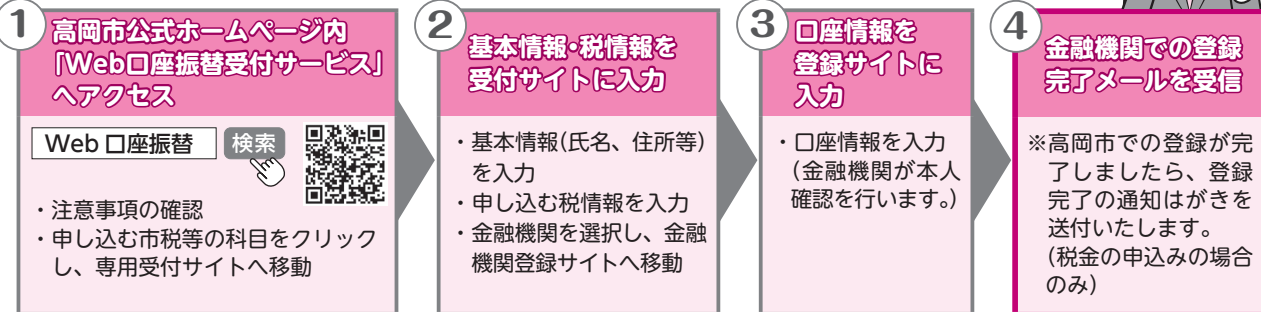 1
高岡市公式ホームページ内
「Web口座振替受付サービス」
へアクセス
Web 口座振替 検索
・注意事項の確認
・申し込む市税等の科目をクリック
し、専用受付サイトへ移動
2
基本情報・税情報を
受付サイトに入力
・基本情報(氏名、住所等)
を入力
・申し込む税情報を入力
・金融機関を選択し、金融
機関登録サイトへ移動
3
口座情報を
登録サイトに
入力
・口座情報を入力
(金融機関が本人
確認を行います。)
4
金融機関での登録
完了メールを受信
※高岡市での登録が完
了しましたら、登録
完了の通知はがきを
送付いたします。
(税金の申込みの場合
のみ)